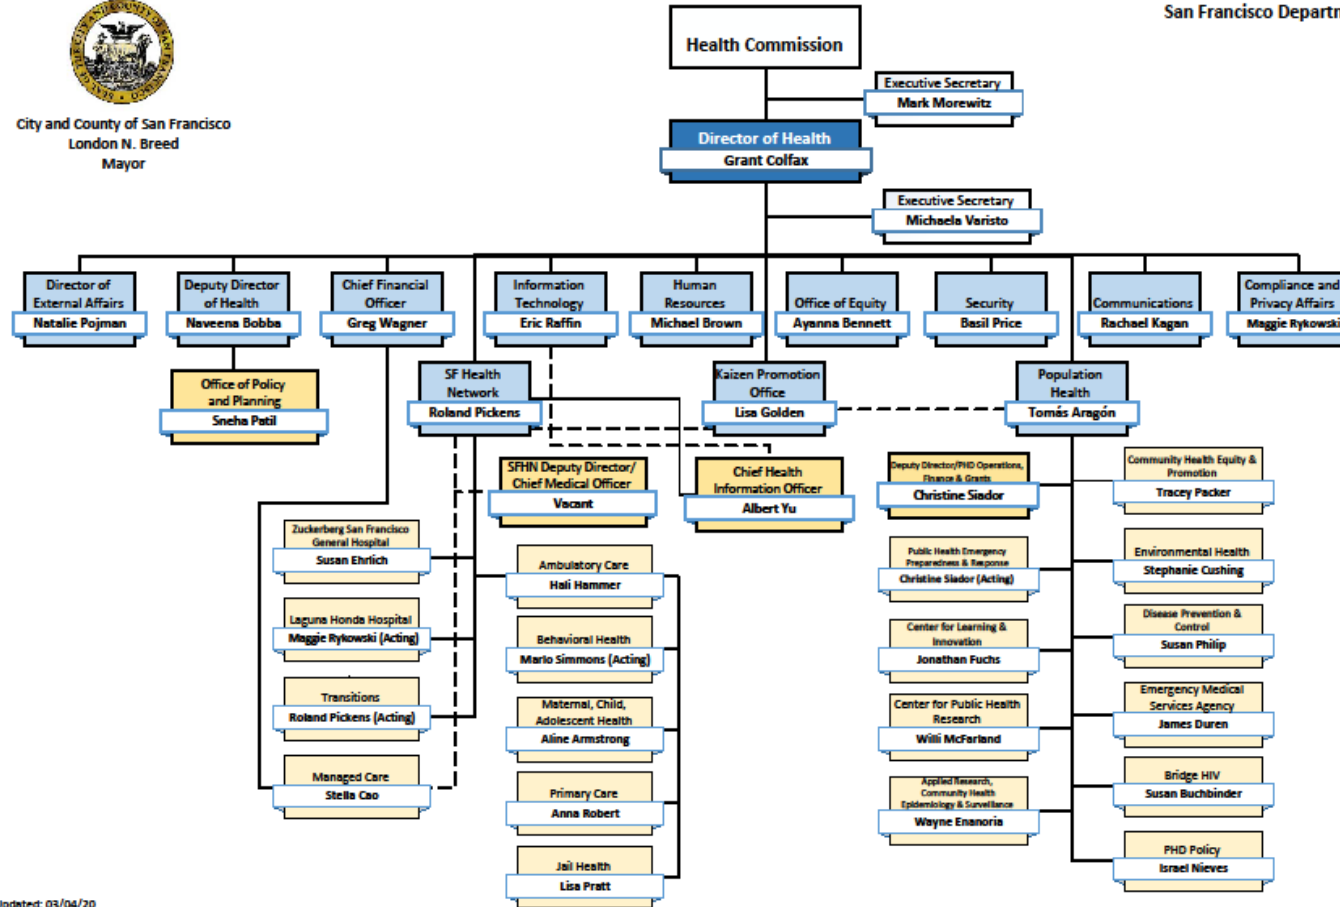 San Francisco Departm
Health Commission
Executive Secretary
Mark Morewitz
City and County of San Francisco
London N. Breed
Mayor
Director of Health
Grant Colfax
Executive Secretary
Michaela Varisto
Director of
External Affairs
Natalie Pojman
Deputy Director
of Health
Naveena Bobba
Chief Financial
Officer
Greg Wagner
Information
Technology
Eric Raffin
Human
Resources
Michael Brown
Office of Equity
Ayanna Bennett
Security
Basil Price
Communications
Rachael Kagan
Compliance and
Privacy Affairs
Maggie Rykowski
Office of Policy
and Planning
Sneha Patil
SF Health
Network
Roland Pickens
Kaizen Promotion
Office
Lisa Golden
Population
Health
Tomás Aragón
SFHN Deputy Director/
Chief Medical Officer
Vacant
Chief Health
Information Officer
Albert Yu
Deputy Director/PHD Operations,
Finance & Grants
Christine Siador
Community Health Equity &
Promotion
Tracey Packer
Zuckerberg San Francisco
General Hospital
Susan Ehrlich
Ambulatory Care
Hali Hammer
Public Health Emergency
Preparedness & Response
Christine Siador (Acting)
Environmental Health
Stephanie Cushing
Laguna Honda Hospital
Maggie Rykowski (Acting)
Behavioral Health
Marlo Simmons (Acting)
Center for Learning &
Innovation
Jonathan Fuchs
Disease Prevention &
Control
Susan Philip
Transitions
Roland Pickens (Acting)
Maternal, Child,
Adolescent Health
Aline Armstrong
Center for Public Health
Research
Willi McFarland
Emergency Medical
Services Agency
James Duren
Managed Care
Stella Cao
Primary Care
Anna Robert
Applied Research,
Community Health
Epidemiology & Surveillance
Wayne Enanoria
Bridge HIV
Susan Buchbinder
Jail Health
Lisa Pratt
PHD Policy
Israel Nieves
Updated: 03/04/20